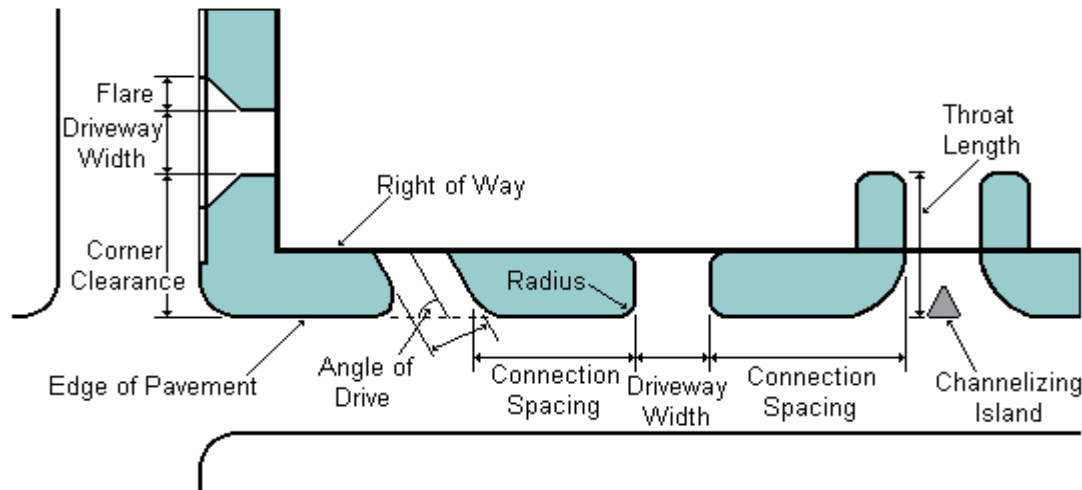 Flare
Driveway
Width
Corner
Clearance
Right of Way
Throat
Length
Radius
Edge of Pavement
Angle of
Drive
Connection
Spacing
Driveway
Width
Connection
Spacing
Channelizing
Island